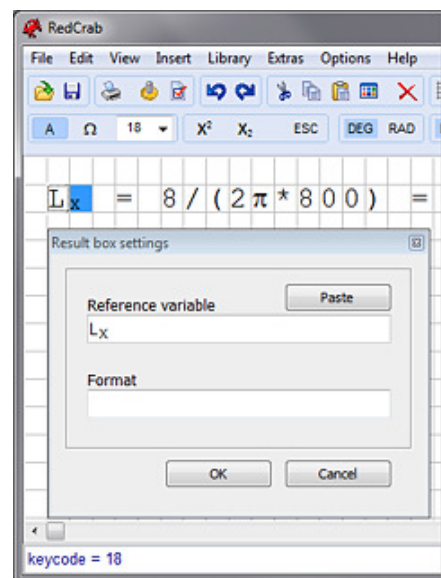 RedCrab
File Edit View Insert Library Extras Options Help
A Ω 18 X² X₂ ESC DEG RAD
Lₓ = 8/(2π*800) =
Result box settings
Reference variable Paste
Lₓ
Format
OK Cancel
keycode = 18